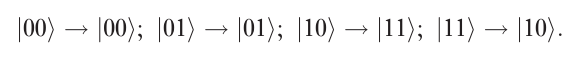 |00⟩ → |00⟩; |01⟩ → |01⟩; |10⟩ → |11⟩; |11⟩ → |10⟩.